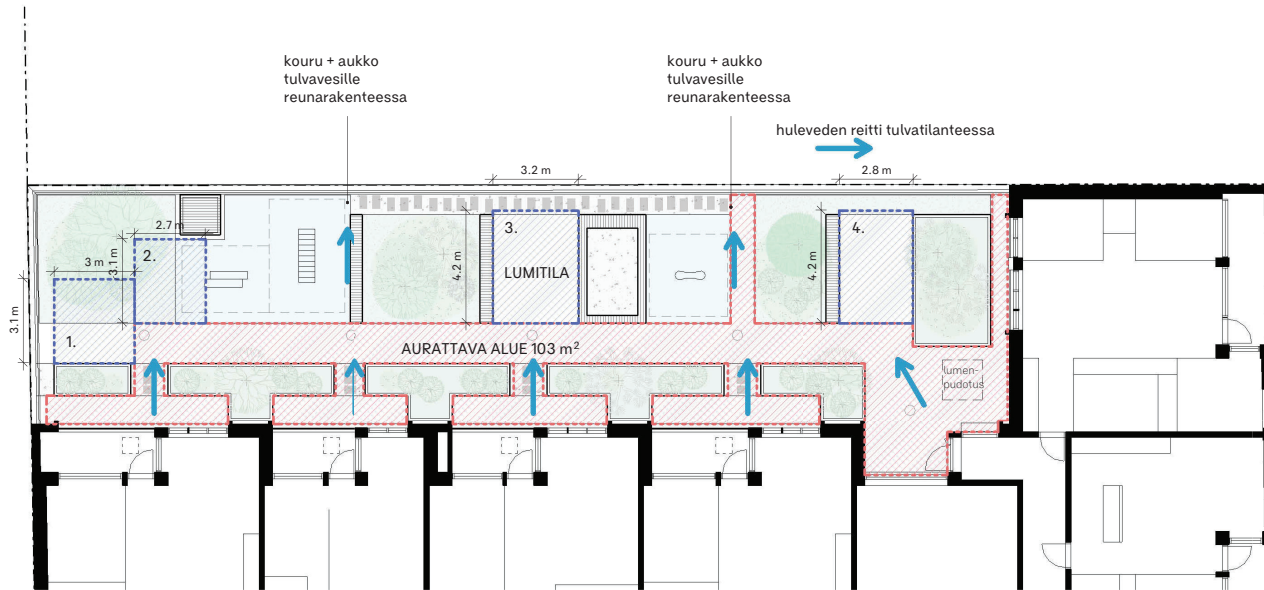 kouru + aukko
tulvavesille
reunarakenteessa
kouru + aukko
tulvavesille
reunarakenteessa
huleveden reitti tulvatilanteessa
3.2 m
2.8 m
2.7 m
3.1 m
2.
3 m
3.1 m
1.
4.2 m
3.
LUMITILA
4.2 m
4.
AURATTAVA ALUE 103 m²
lumen-
pudotus